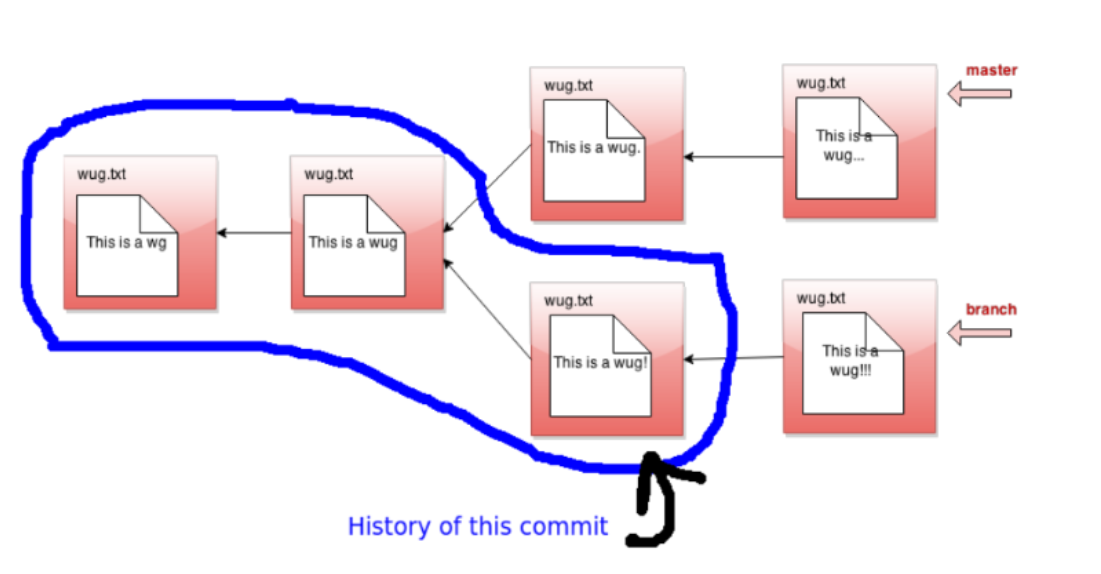 wug.txt
This is a wg
wug.txt
This is a wug
wug.txt
This is a wug.
wug.txt
This is a
wug...
master
wug.txt
This is a wug!
wug.txt
This is a
wug!!!
branch
History of this commit